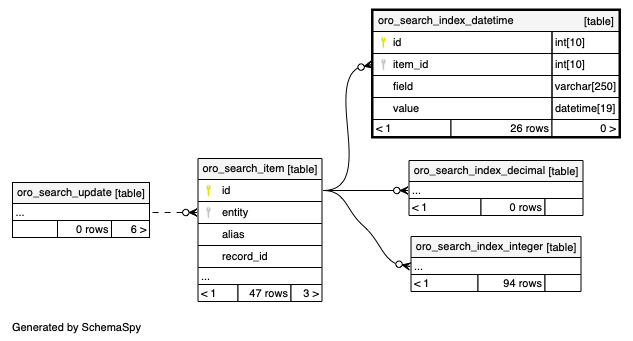 oro_search_index_datetime [table]
id int[10]
item_id int[10]
field varchar[250]
value datetime[19]
< 1 26 rows 0 >
oro_search_item [table]
id
entity
alias
record_id
...
< 1 47 rows 3 >
oro_search_update [table]
...
0 rows 6 >
oro_search_index_decimal [table]
...
< 1 0 rows
oro_search_index_integer [table]
...
< 1 94 rows
Generated by SchemaSpy